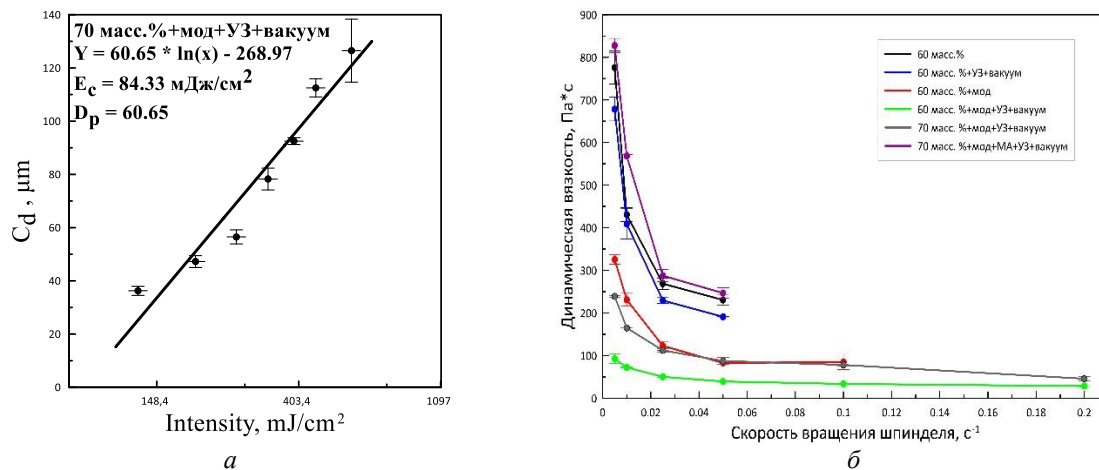 140
120
100
80
60
40
20
0
C_d , μm
70 масс.%+мод+УЗ+вакуум
Y = 60.65 * ln(x) - 268.97
E_c = 84.33 мДж/см²
D_p = 60.65
148,4
403,4
1097
Intensity, mJ/cm²
а
900
850
800
700
600
500
400
300
200
100
0
Динамическая вязкость, Па*с
60 масс.%
60 масс. %+УЗ+вакуум
60 масс. %+мод
60 масс. %+мод+УЗ+вакуум
70 масс. %+мод+УЗ+вакуум
70 масс. %+мод+МА+УЗ+вакуум
0
0.02
0.04
0.06
0.08
0.1
0.12
0.14
0.16
0.18
0.2
Скорость вращения шпинделя, с⁻¹
б